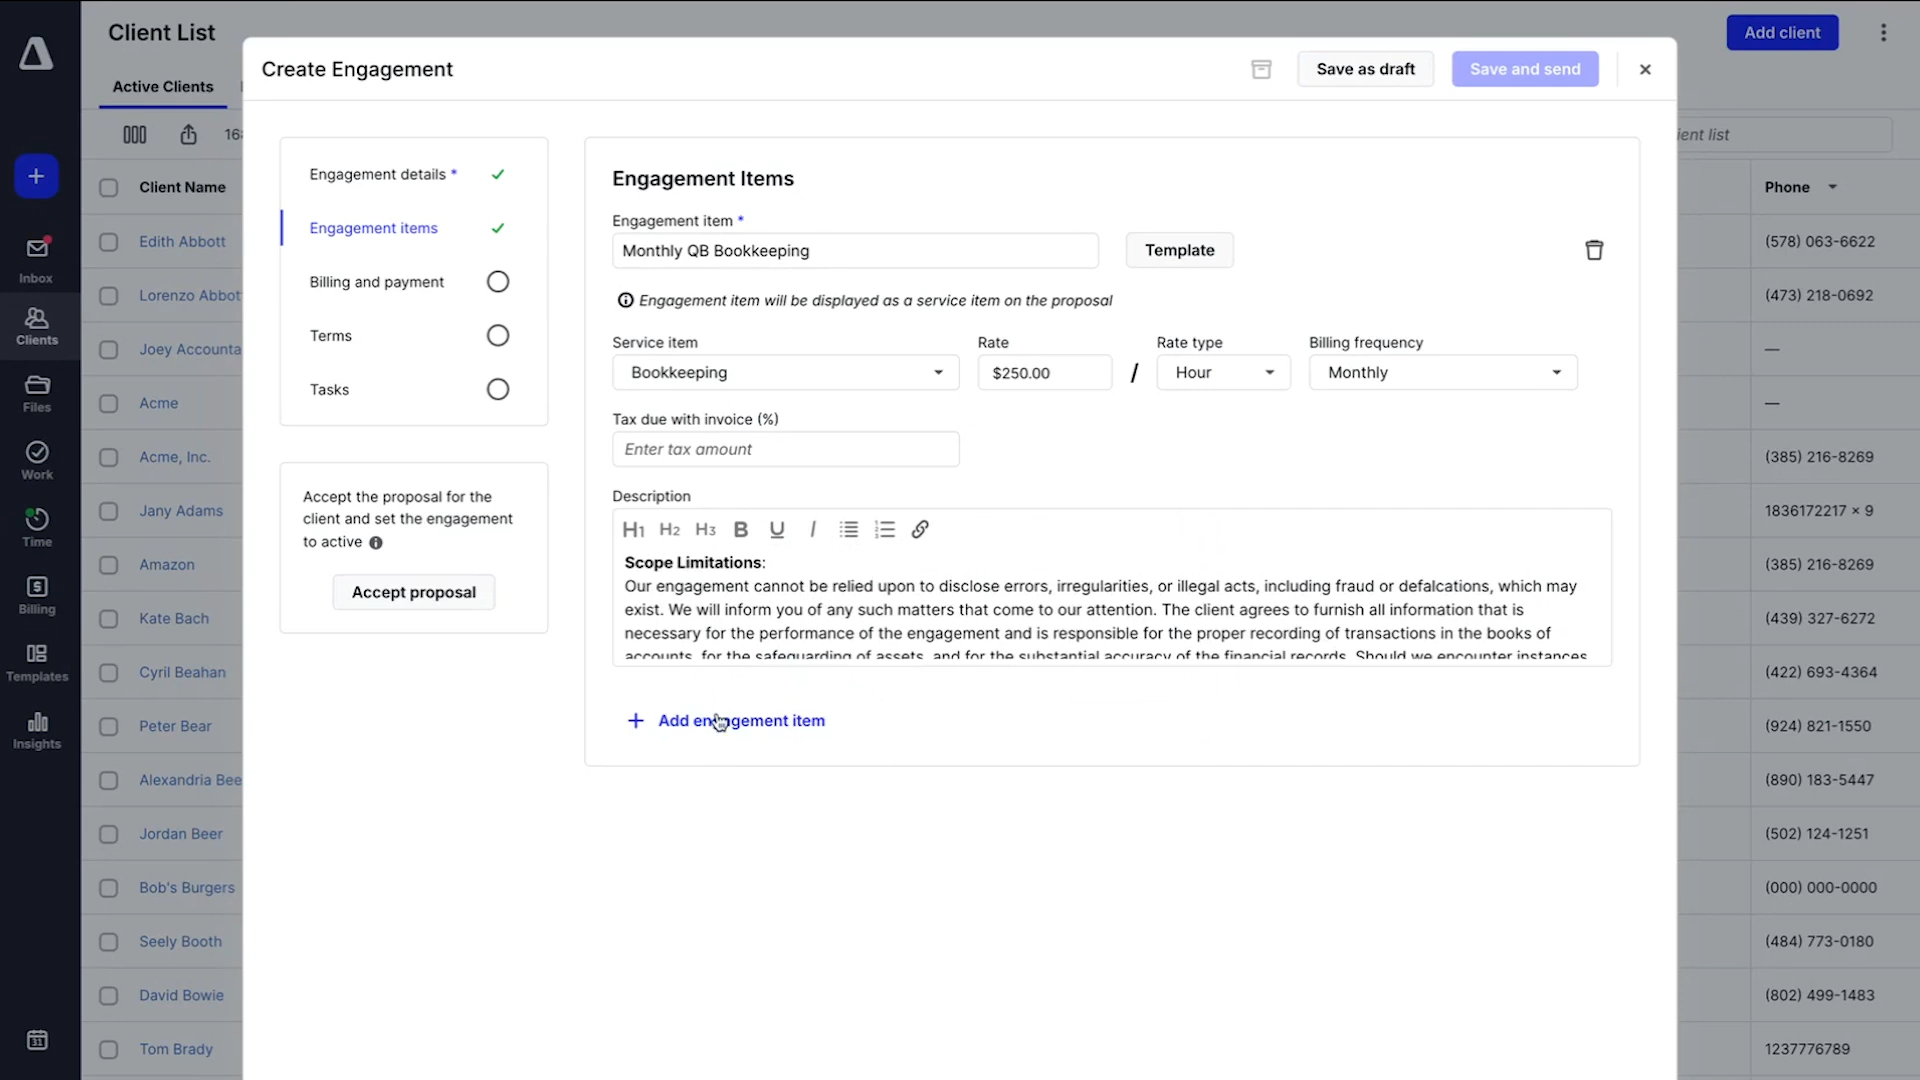 Client List
Add client
Create Engagement
Save as draft
Save and send
Active Clients
ient list
Client Name
Phone
Inbox
Clients
Files
Work
Time
Billing
Templates
Insights
31
Edith Abbott
Lorenzo Abbot
Joey Accounta
Acme
Acme, Inc.
Jany Adams
Amazon
Kate Bach
Cyril Beahan
Peter Bear
Alexandria Bee
Jordan Beer
Bob's Burgers
Seely Booth
David Bowie
Tom Brady
Engagement details *
Engagement items
Billing and payment
Terms
Tasks
Accept the proposal for the
client and set the engagement
to active
Accept proposal
Engagement Items
Engagement item *
Monthly QB Bookkeeping
Template
Engagement item will be displayed as a service item on the proposal
Service item
Rate
Rate type
Billing frequency
Bookkeeping
$250.00
/
Hour
Monthly
Tax due with invoice (%)
Enter tax amount
Description
H1 H2 H3 B U I
Scope Limitations:
Our engagement cannot be relied upon to disclose errors, irregularities, or illegal acts, including fraud or defalcations, which may
exist. We will inform you of any such matters that come to our attention. The client agrees to furnish all information that is
necessary for the performance of the engagement and is responsible for the proper recording of transactions in the books of
accounts, for the safeguarding of assets, and for the substantial accuracy of the financial records. Should we encounter instances
+ Add engagement item
(578) 063-6622
(473) 218-0692
—
—
(385) 216-8269
1836172217 × 9
(385) 216-8269
(439) 327-6272
(422) 693-4364
(924) 821-1550
(890) 183-5447
(502) 124-1251
(000) 000-0000
(484) 773-0180
(802) 499-1483
1237776789